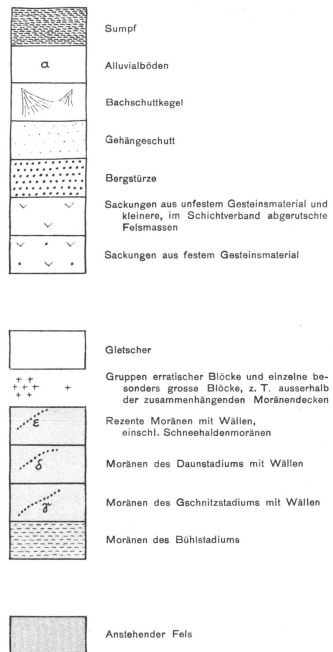 Sumpf
a Alluvialböden
Bachschuttkegel
Gehängeschutt
Bergstürze
Sackungen aus unfestem Gesteinsmaterial und
kleinere, im Schichtverband abgerutschte
Felsmassen
Sackungen aus festem Gesteinsmaterial
Gletscher
Gruppen erratischer Blöcke und einzelne be-
sonders grosse Blöcke, z. T. ausserhalb
der zusammenhängenden Moränendecken
ε Rezente Moränen mit Wällen,
einschl. Schneehaldenmoränen
δ Moränen des Daunstadiums mit Wällen
γ Moränen des Gschnitzstadiums mit Wällen
Moränen des Bühlstadiums
Anstehender Fels